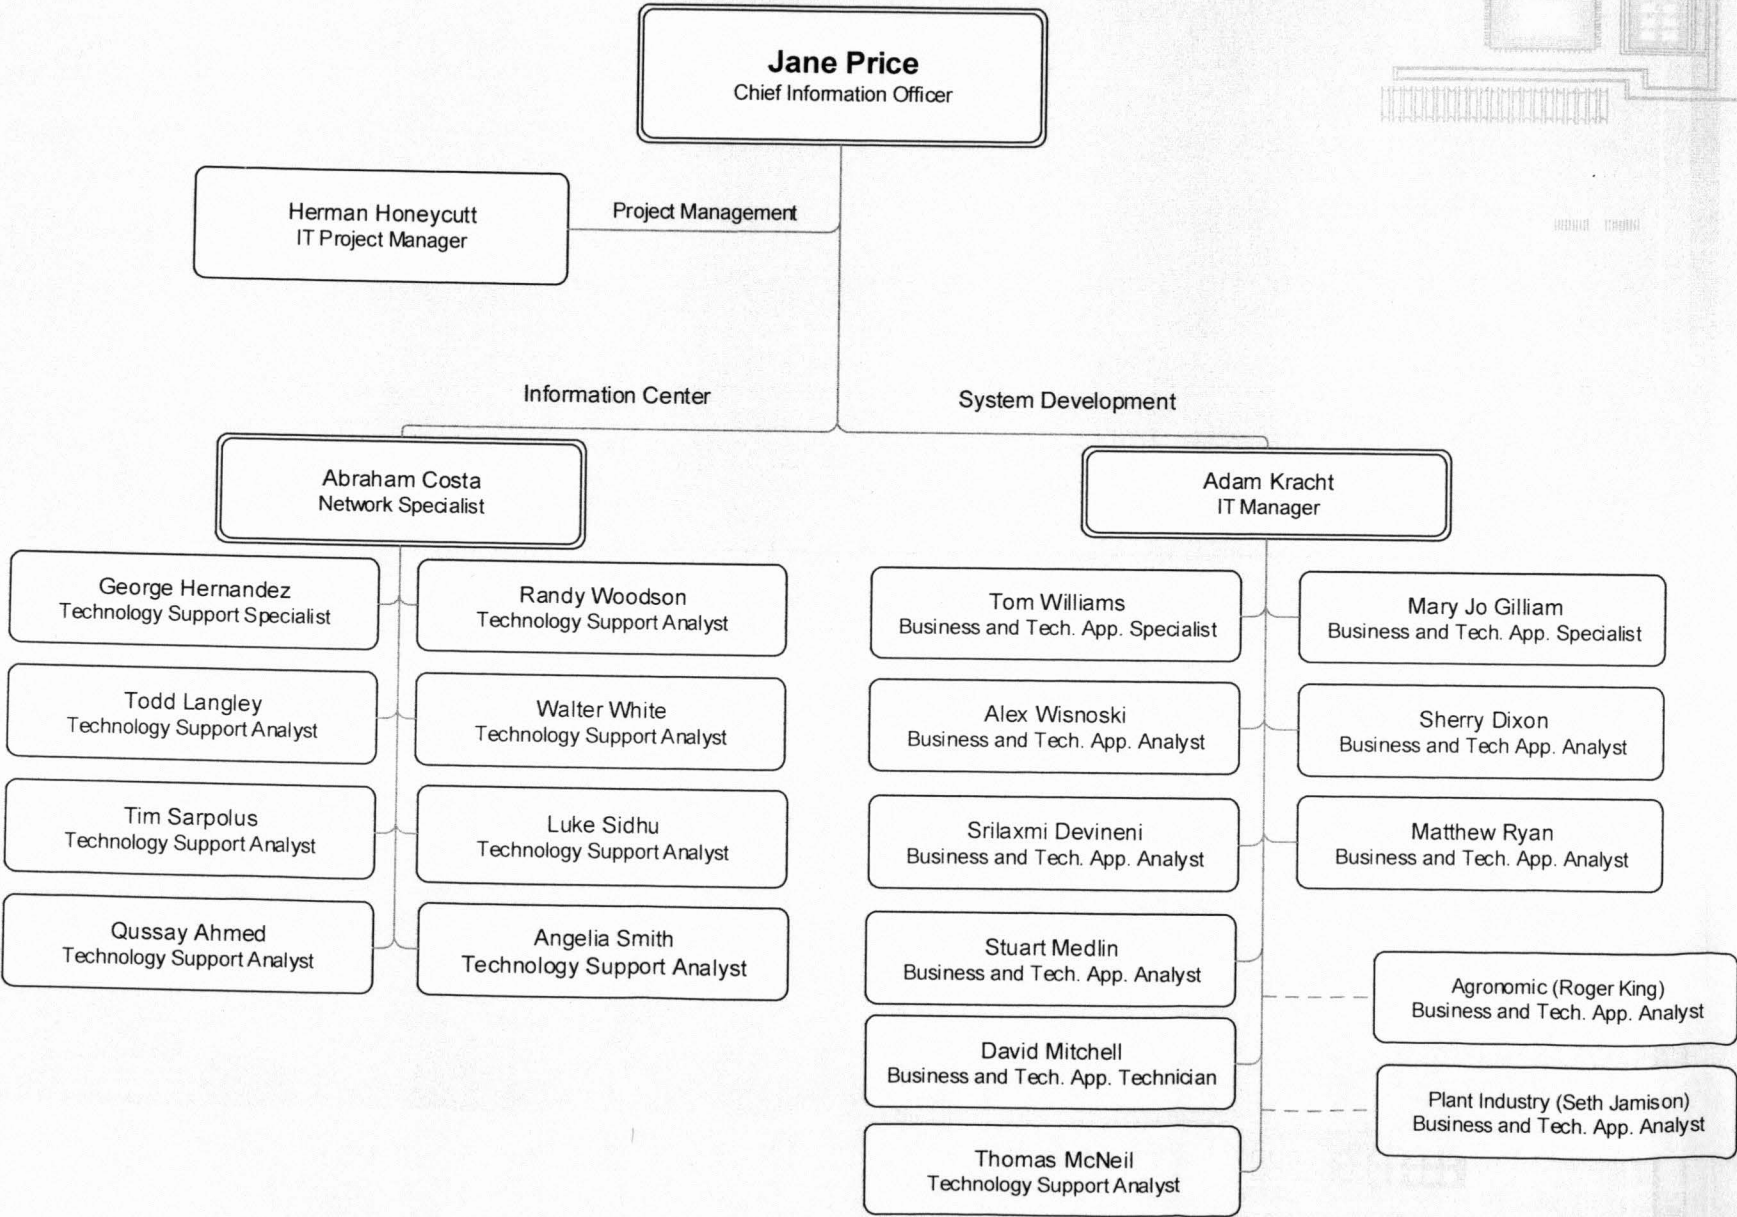 Jane Price
Chief Information Officer
Herman Honeycutt
IT Project Manager
Project Management
Information Center
System Development
Abraham Costa
Network Specialist
Adam Kracht
IT Manager
George Hernandez
Technology Support Specialist
Randy Woodson
Technology Support Analyst
Todd Langley
Technology Support Analyst
Walter White
Technology Support Analyst
Tim Sarpolus
Technology Support Analyst
Luke Sidhu
Technology Support Analyst
Qussay Ahmed
Technology Support Analyst
Angelia Smith
Technology Support Analyst
Tom Williams
Business and Tech. App. Specialist
Mary Jo Gilliam
Business and Tech. App. Specialist
Alex Wisnoski
Business and Tech. App. Analyst
Sherry Dixon
Business and Tech App. Analyst
Srilaxmi Devineni
Business and Tech. App. Analyst
Matthew Ryan
Business and Tech. App. Analyst
Stuart Medlin
Business and Tech. App. Analyst
Agronomic (Roger King)
Business and Tech. App. Analyst
David Mitchell
Business and Tech. App. Technician
Plant Industry (Seth Jamison)
Business and Tech. App. Analyst
Thomas McNeil
Technology Support Analyst